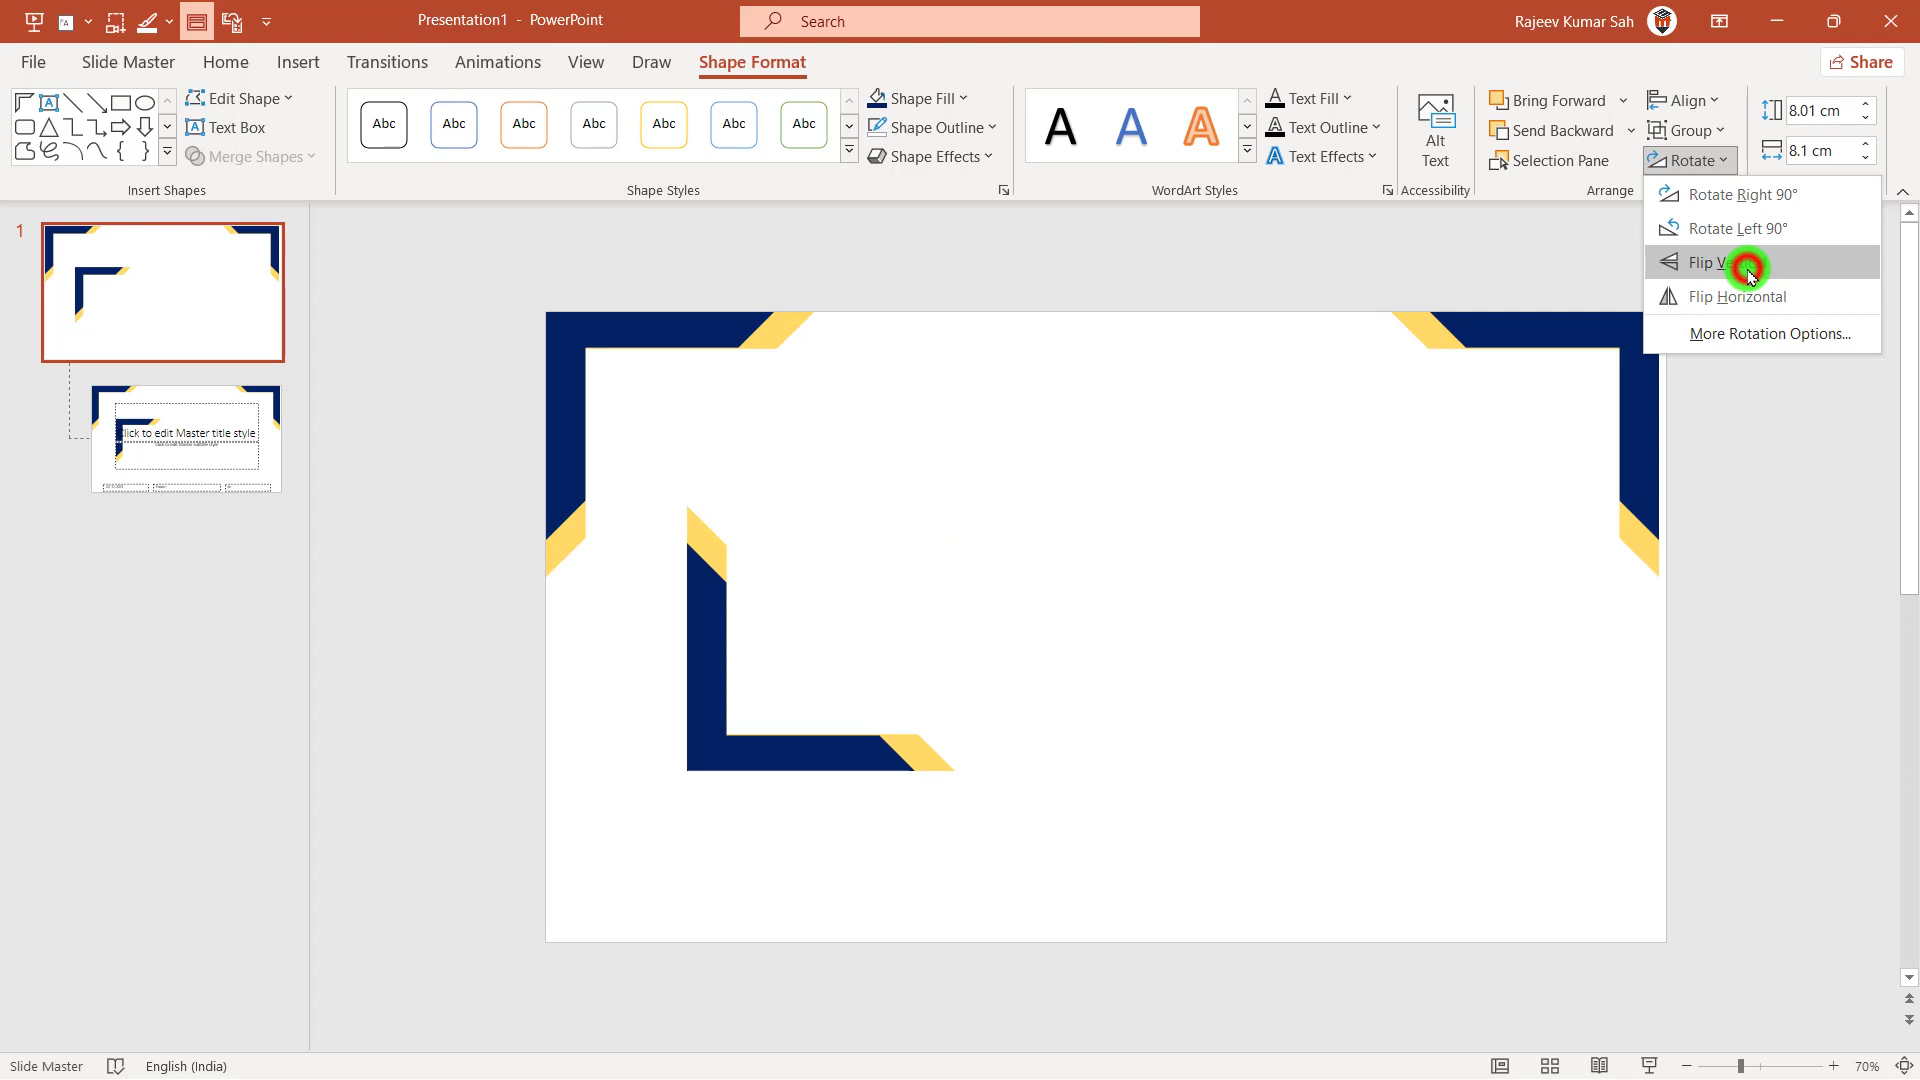 Presentation1 - PowerPoint
Search
Rajeev Kumar Sah
File
Slide Master
Home
Insert
Transitions
Animations
View
Draw
Shape Format
Share
Edit Shape
Text Box
Merge Shapes
Insert Shapes
Abc Abc Abc Abc Abc Abc Abc
Shape Fill
Shape Outline
Shape Effects
Shape Styles
A A A
Text Fill
Text Outline
Text Effects
WordArt Styles
Alt
Text
Accessibility
Bring Forward
Send Backward
Selection Pane
Align
Group
Rotate
Arrange
8.01 cm
8.1 cm
Rotate Right 90°
Rotate Left 90°
Flip
Flip Horizontal
More Rotation Options...
1
Click to edit Master title style
Slide Master
English (India)
70%